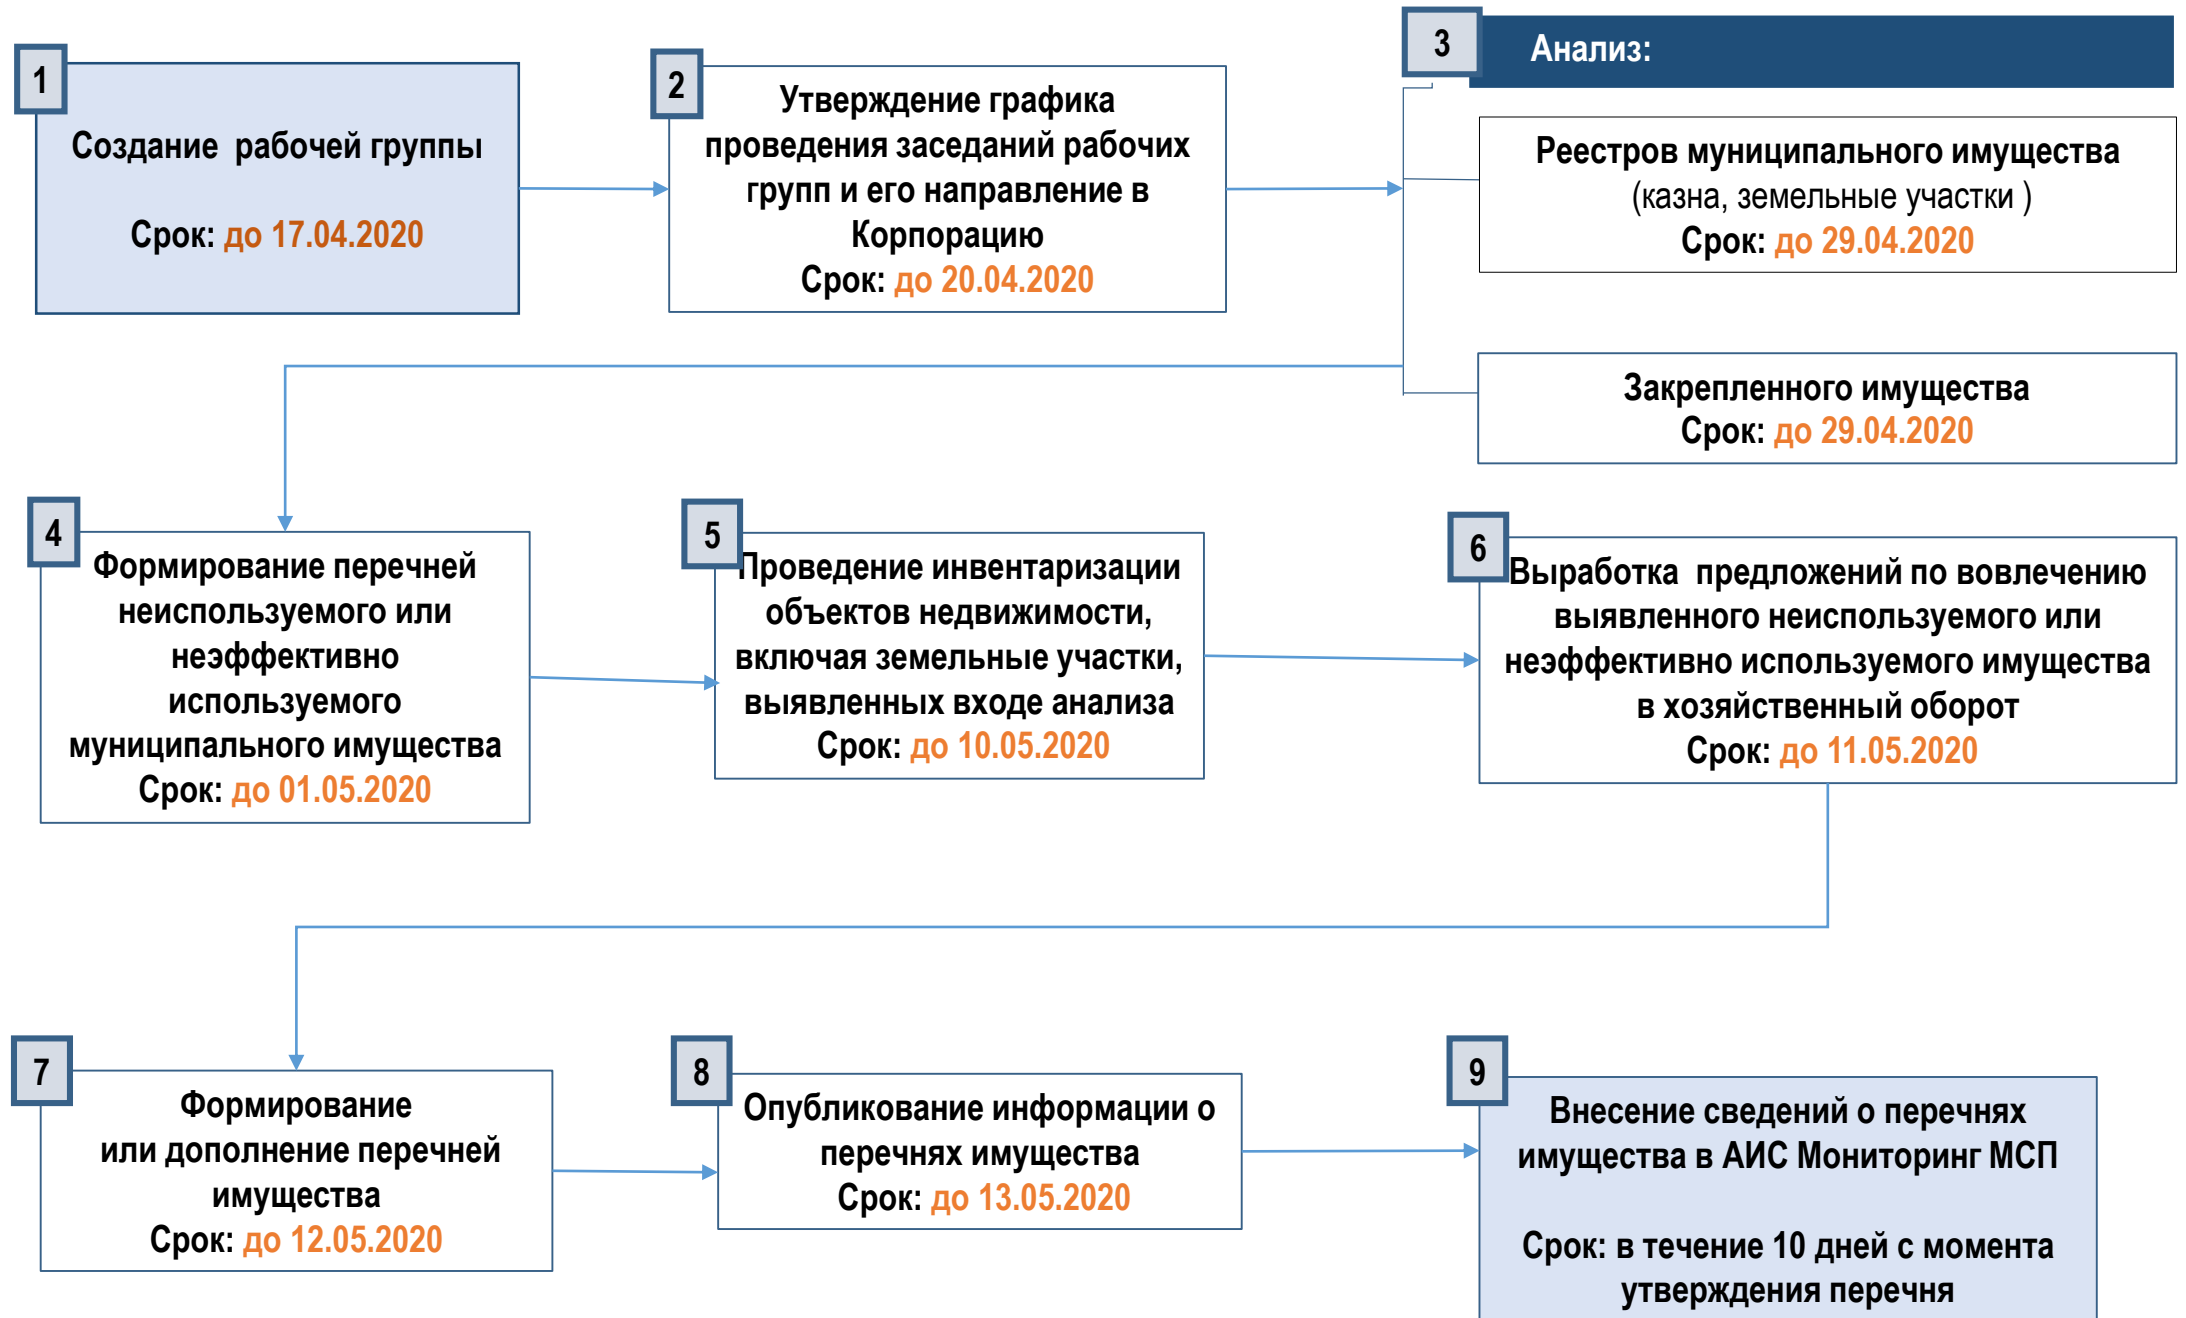 1
Создание рабочей группы
Срок: до 17.04.2020
2
Утверждение графика
проведения заседаний рабочих
групп и его направление в
Корпорацию
Срок: до 20.04.2020
3
Анализ:
Реестров муниципального имущества
(казна, земельные участки )
Срок: до 29.04.2020
Закрепленного имущества
Срок: до 29.04.2020
4
Формирование перечней
неиспользуемого или
неэффективно
используемого
муниципального имущества
Срок: до 01.05.2020
5
Проведение инвентаризации
объектов недвижимости,
включая земельные участки,
выявленных входе анализа
Срок: до 10.05.2020
6
Выработка предложений по вовлечению
выявленного неиспользуемого или
неэффективно используемого имущества
в хозяйственный оборот
Срок: до 11.05.2020
7
Формирование
или дополнение перечней
имущества
Срок: до 12.05.2020
8
Опубликование информации о
перечнях имущества
Срок: до 13.05.2020
9
Внесение сведений о перечнях
имущества в АИС Мониторинг МСП
Срок: в течение 10 дней с момента
утверждения перечня